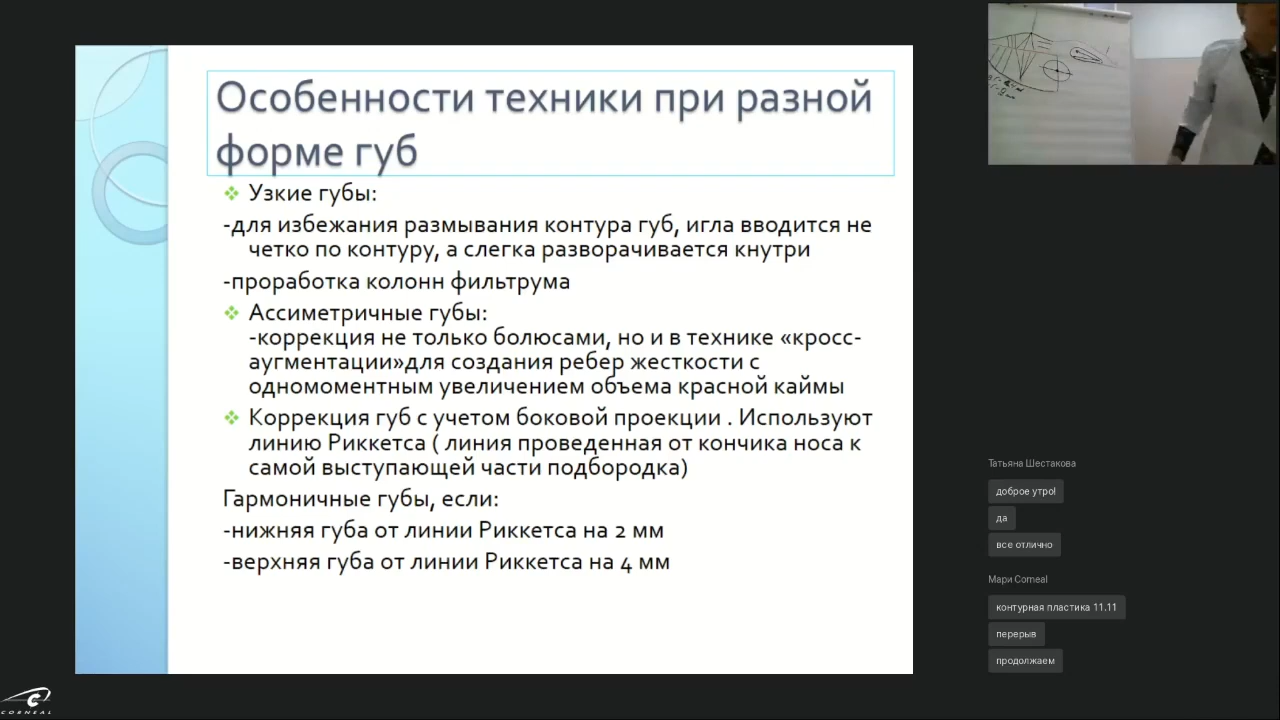 Особенности техники при разной
форме губ
Узкие губы:
-для избежания размывания контура губ, игла вводится не
четко по контуру, а слегка разворачивается кнутри
-проработка колонн фильтрума
Ассиметричные губы:
-коррекция не только болюсами, но и в технике «кросс-
аугментации»для создания ребер жесткости с
одномоментным увеличением объема красной каймы
Коррекция губ с учетом боковой проекции . Используют
линию Риккетса ( линия проведенная от кончика носа к
самой выступающей части подбородка)
Гармоничные губы, если:
-нижняя губа от линии Риккетса на 2 мм
-верхняя губа от линии Риккетса на 4 мм
Татьяна Шестакова
доброе утро!
да
все отлично
Мари Corneal
контурная пластика 11.11
перерыв
продолжаем
CORNEAL